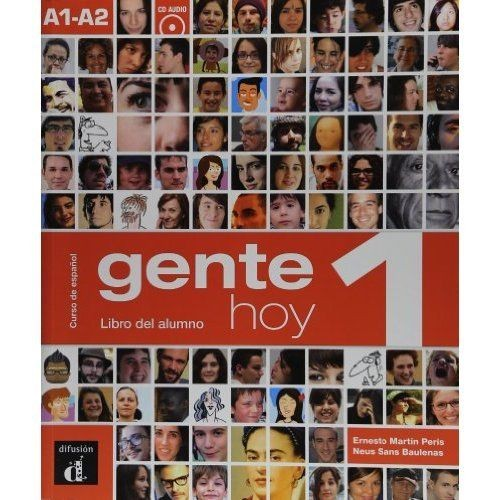 A1-A2
CD AUDIO
Curso de español
gente
hoy
1
Libro del alumno
Ernesto Martín Peris
Neus Sans Baulenas
difusión